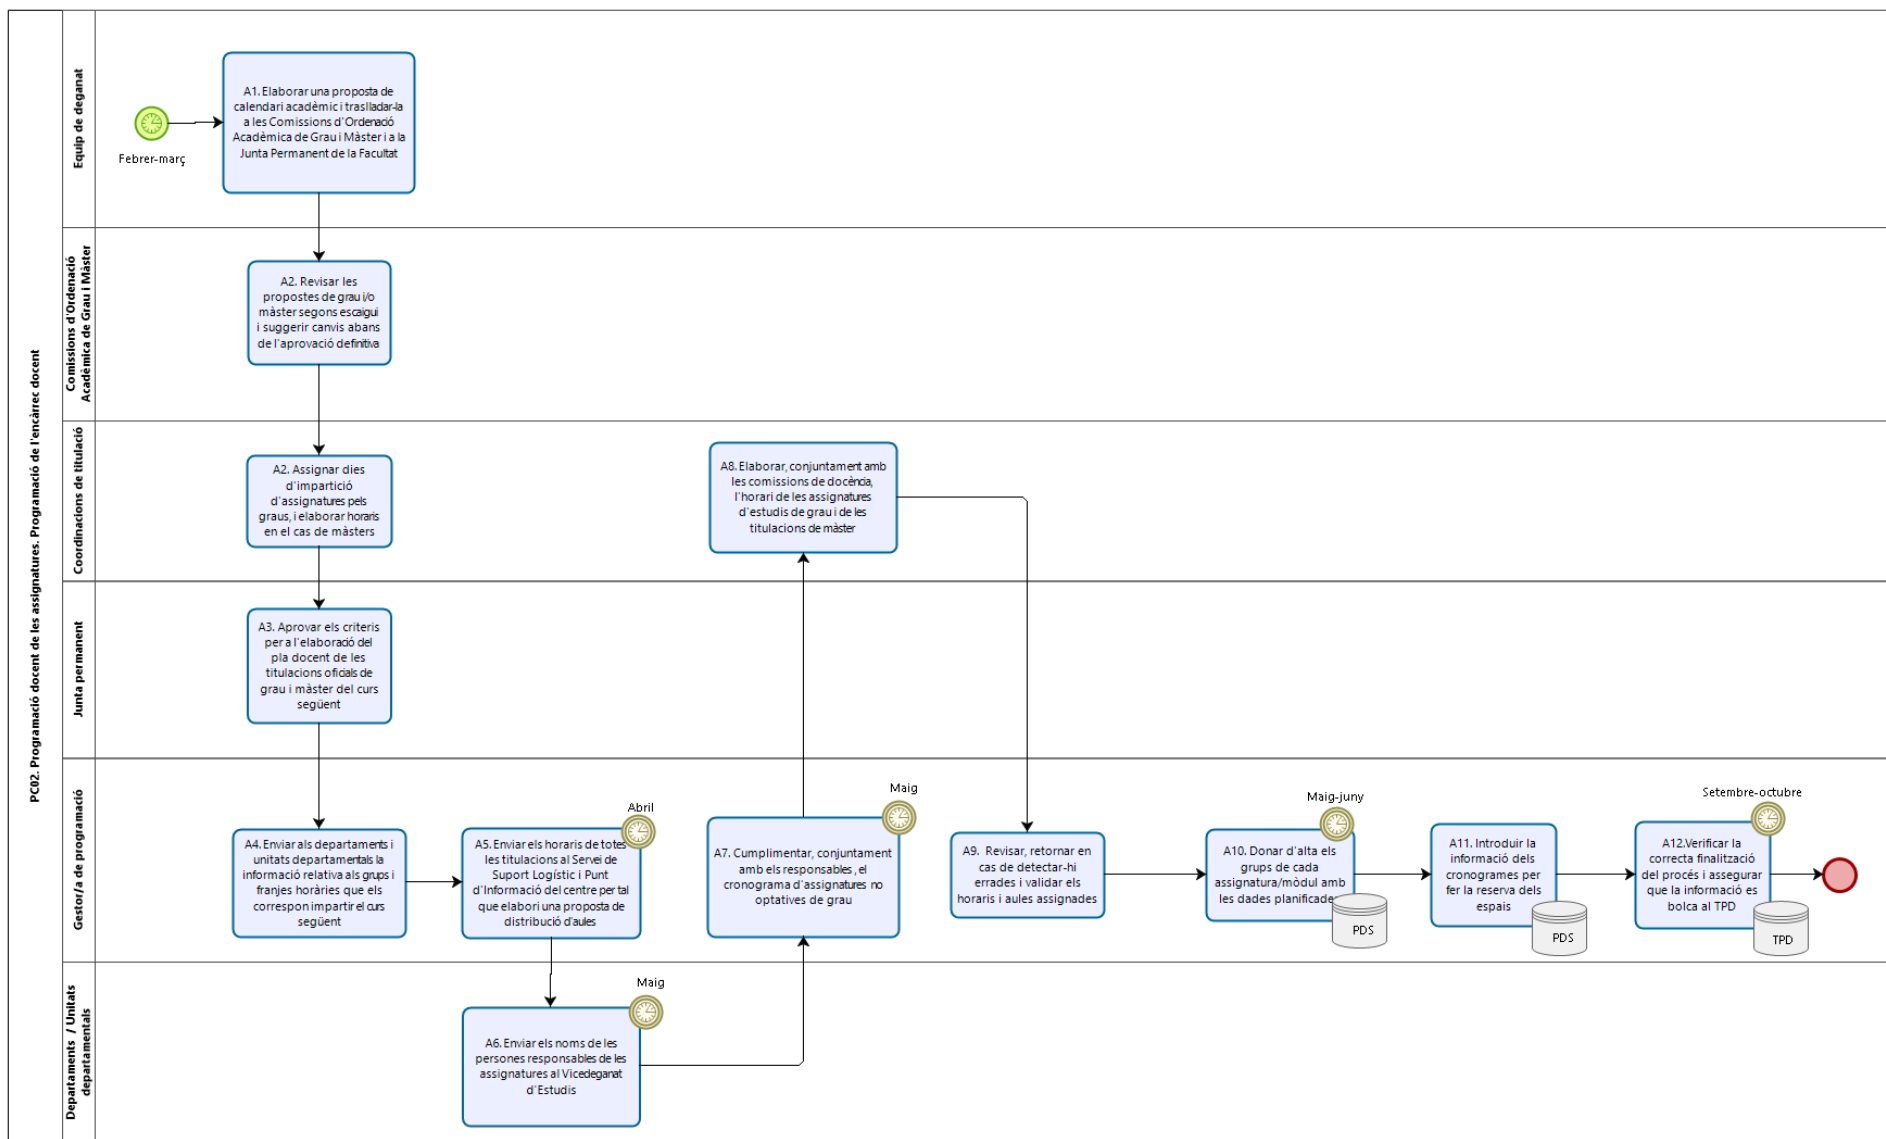 PC02. Programació docent de les assignatures. Programació de l'encàrrec docent
Equip de deganat
Febrer-març
A1. Elaborar una proposta de
calendari acadèmic i traslladar-la
a les Comissions d'Ordenació
Acadèmica de Grau i Màster i a la
Junta Permanent de la Facultat
Comissions d'Ordenació
Acadèmica de Grau i Màster
A2. Revisar les
propostes de grau i/o
màster segons escaigui
i suggerir canvis abans
de l'aprovació definitiva
Coordinacions de titulació
A2. Assignar dies
d'impartició
d'assignatures pels
graus, i elaborar horaris
en el cas de màsters
A8. Elaborar, conjuntament amb
les comissions de docència,
l'horari de les assignatures
d'estudis de grau i de les
titulacions de màster
Junta permanent
A3. Aprovar els criteris
per a l'elaboració del
pla docent de les
titulacions oficials de
grau i màster del curs
següent
Gestor/a de programació
A4. Enviar als departaments i
unitats departamentals la
informació relativa als grups i
franjes horàries que els
correspon impartir el curs
següent
Abril
A5. Enviar els horaris de totes
les titulacions al Servei de
Suport Logístic i Punt
d'Informació del centre per tal
que elabori una proposta de
distribució d'aules
Maig
A7. Cumplimentar, conjuntament
amb els responsables, el
cronograma d'assignatures no
optatives de grau
A9. Revisar, retornar en
cas de detectar-hi
errades i validar els
horaris i aules assignades
Maig-juny
A10. Donar d'alta els
grups de cada
assignatura/mòdul amb
les dades planificades
PDS
A11. Introduir la
informació dels
cronogrames per
fer la reserva dels
espais
PDS
Setembre-octubre
A12.Verificar la
correcta finalització
del procés i assegurar
que la informació es
bolca al TPD
TPD
Departaments / Unitats
departamentals
Maig
A6. Enviar els noms de les
persones responsables de les
assignatures al Vicedeganat
d'Estudis